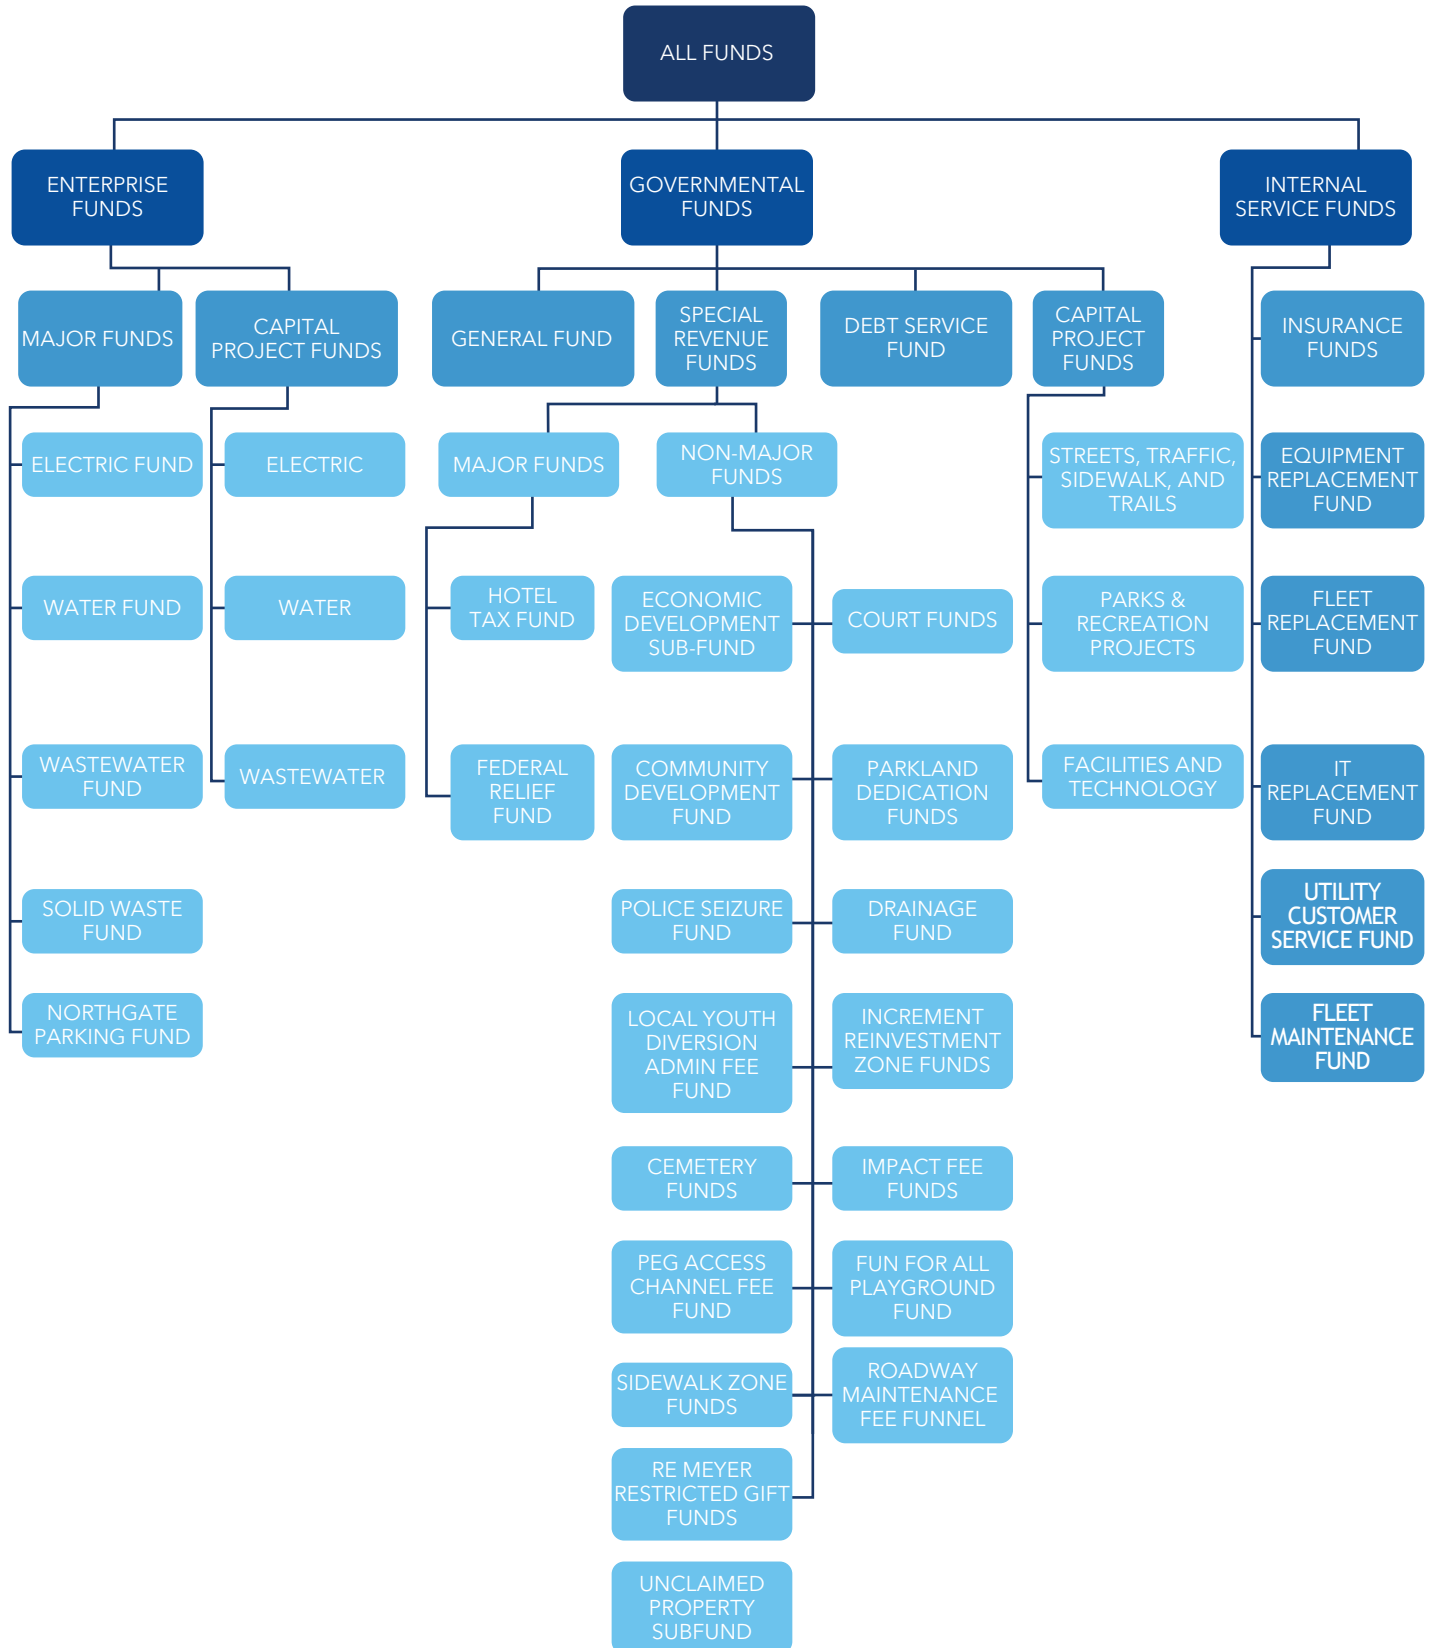 ALL FUNDS
ENTERPRISE
FUNDS
GOVERNMENTAL
FUNDS
INTERNAL
SERVICE FUNDS
MAJOR FUNDS
CAPITAL
PROJECT FUNDS
GENERAL FUND
SPECIAL
REVENUE
FUNDS
DEBT SERVICE
FUND
CAPITAL
PROJECT
FUNDS
INSURANCE
FUNDS
ELECTRIC FUND
ELECTRIC
MAJOR FUNDS
NON-MAJOR
FUNDS
STREETS, TRAFFIC,
SIDEWALK, AND
TRAILS
EQUIPMENT
REPLACEMENT
FUND
WATER FUND
WATER
HOTEL
TAX FUND
ECONOMIC
DEVELOPMENT
SUB-FUND
COURT FUNDS
PARKS &
RECREATION
PROJECTS
FLEET
REPLACEMENT
FUND
WASTEWATER
FUND
WASTEWATER
FEDERAL
RELIEF
FUND
COMMUNITY
DEVELOPMENT
FUND
PARKLAND
DEDICATION
FUNDS
FACILITIES AND
TECHNOLOGY
IT
REPLACEMENT
FUND
SOLID WASTE
FUND
POLICE SEIZURE
FUND
DRAINAGE
FUND
UTILITY
CUSTOMER
SERVICE FUND
NORTHGATE
PARKING FUND
LOCAL YOUTH
DIVERSION
ADMIN FEE
FUND
INCREMENT
REINVESTMENT
ZONE FUNDS
FLEET
MAINTENANCE
FUND
CEMETERY
FUNDS
IMPACT FEE
FUNDS
PEG ACCESS
CHANNEL FEE
FUND
FUN FOR ALL
PLAYGROUND
FUND
SIDEWALK ZONE
FUNDS
ROADWAY
MAINTENANCE
FEE FUNNEL
RE MEYER
RESTRICTED GIFT
FUNDS
UNCLAIMED
PROPERTY
SUBFUND